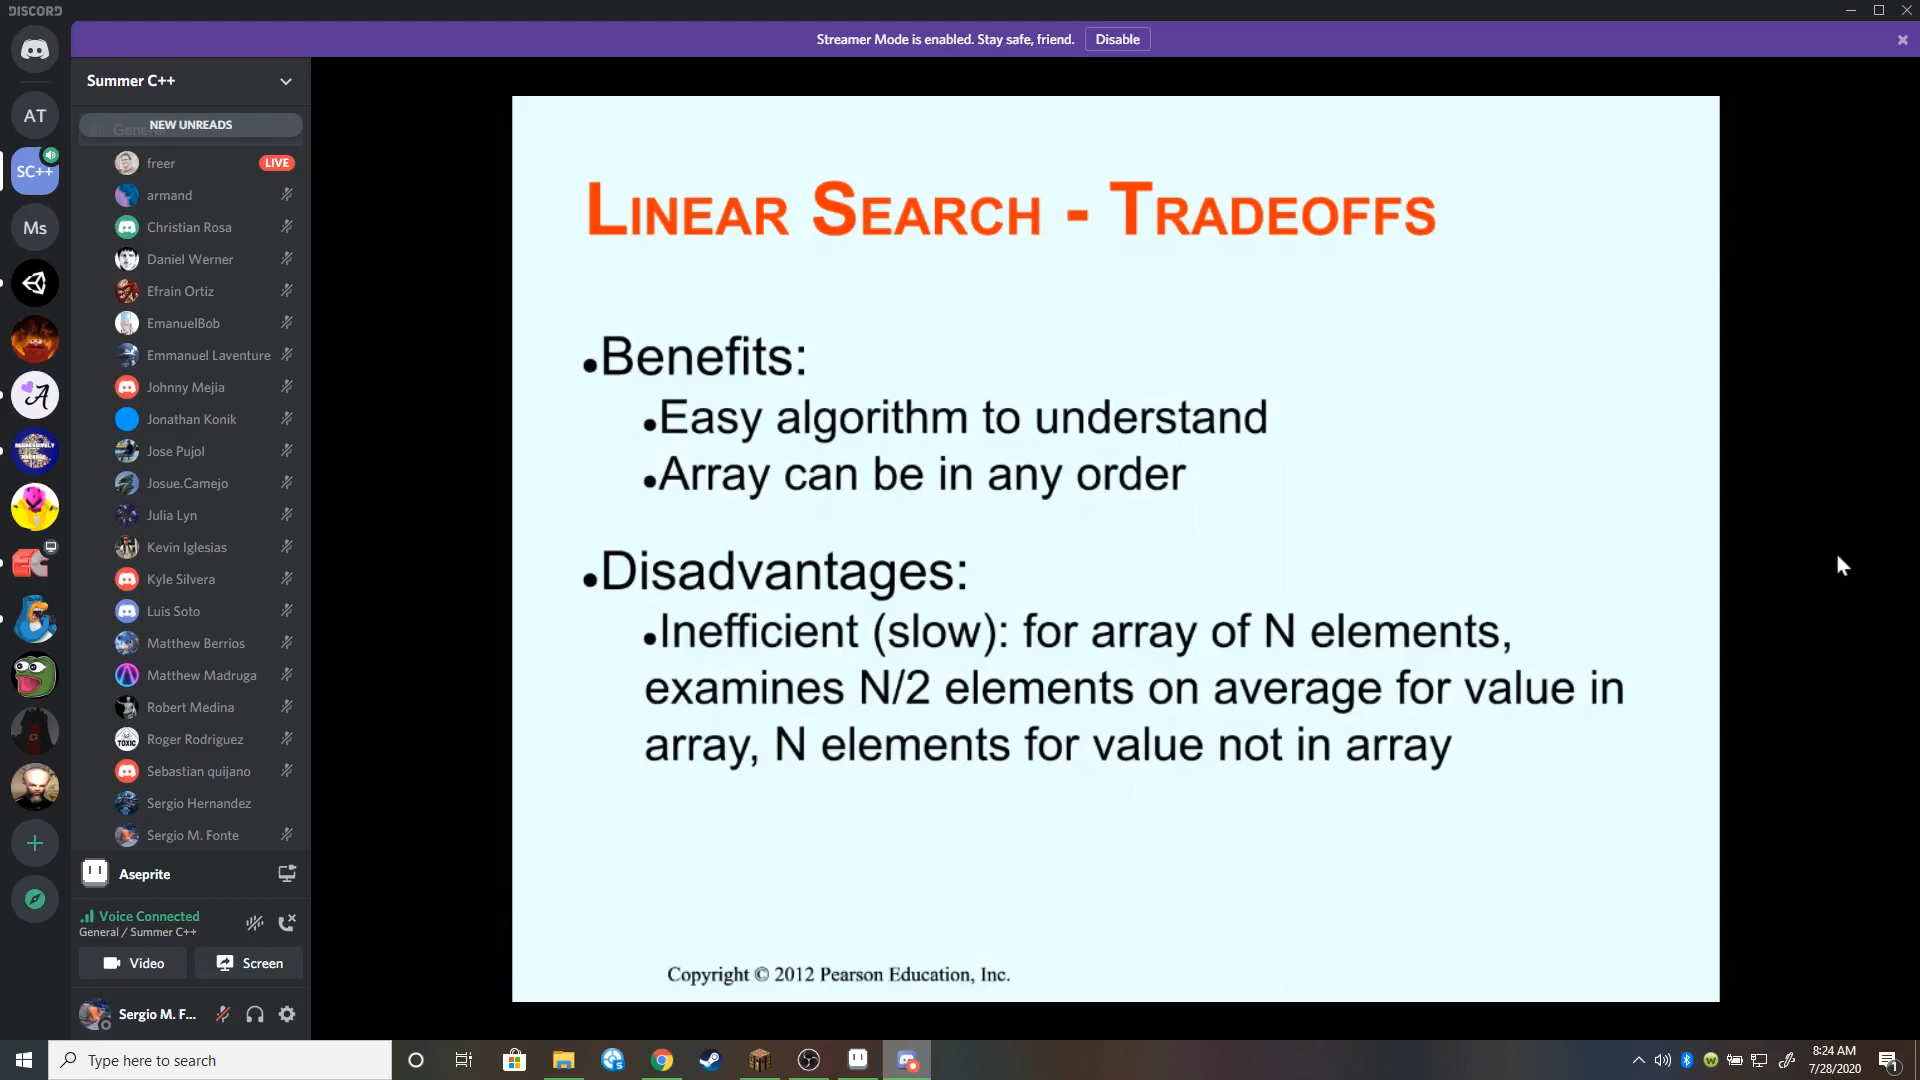 DISCORD
Streamer Mode is enabled. Stay safe, friend.
Disable
AT
SC++
Ms
Summer C++
NEW UNREADS
freer
LIVE
armand
Christian Rosa
Daniel Werner
Efrain Ortiz
EmanuelBob
Emmanuel Laventure
Johnny Mejia
Jonathan Konik
Jose Pujol
Josue.Camejo
Julia Lyn
Kevin Iglesias
Kyle Silvera
Luis Soto
Matthew Berrios
Matthew Madruga
Robert Medina
TOXIC
Roger Rodriguez
Sebastian quijano
Sergio Hernandez
Sergio M. Fonte
Aseprite
Voice Connected
General / Summer C++
Video
Screen
Sergio M. F...
LINEAR SEARCH - TRADEOFFS
•Benefits:
•Easy algorithm to understand
•Array can be in any order
•Disadvantages:
•Inefficient (slow): for array of N elements,
examines N/2 elements on average for value in
array, N elements for value not in array
Copyright © 2012 Pearson Education, Inc.
Type here to search
8:24 AM
7/28/2020
1